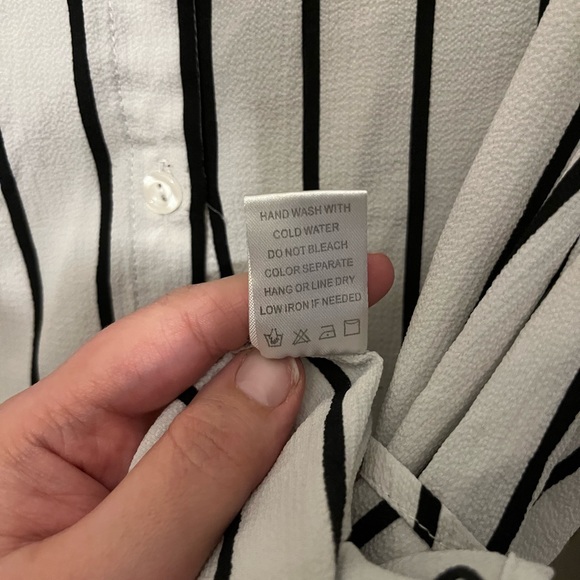 HAND WASH WITH
COLD WATER
DO NOT BLEACH
COLOR SEPARATE
HANG OR LINE DRY
LOW IRON IF NEEDED